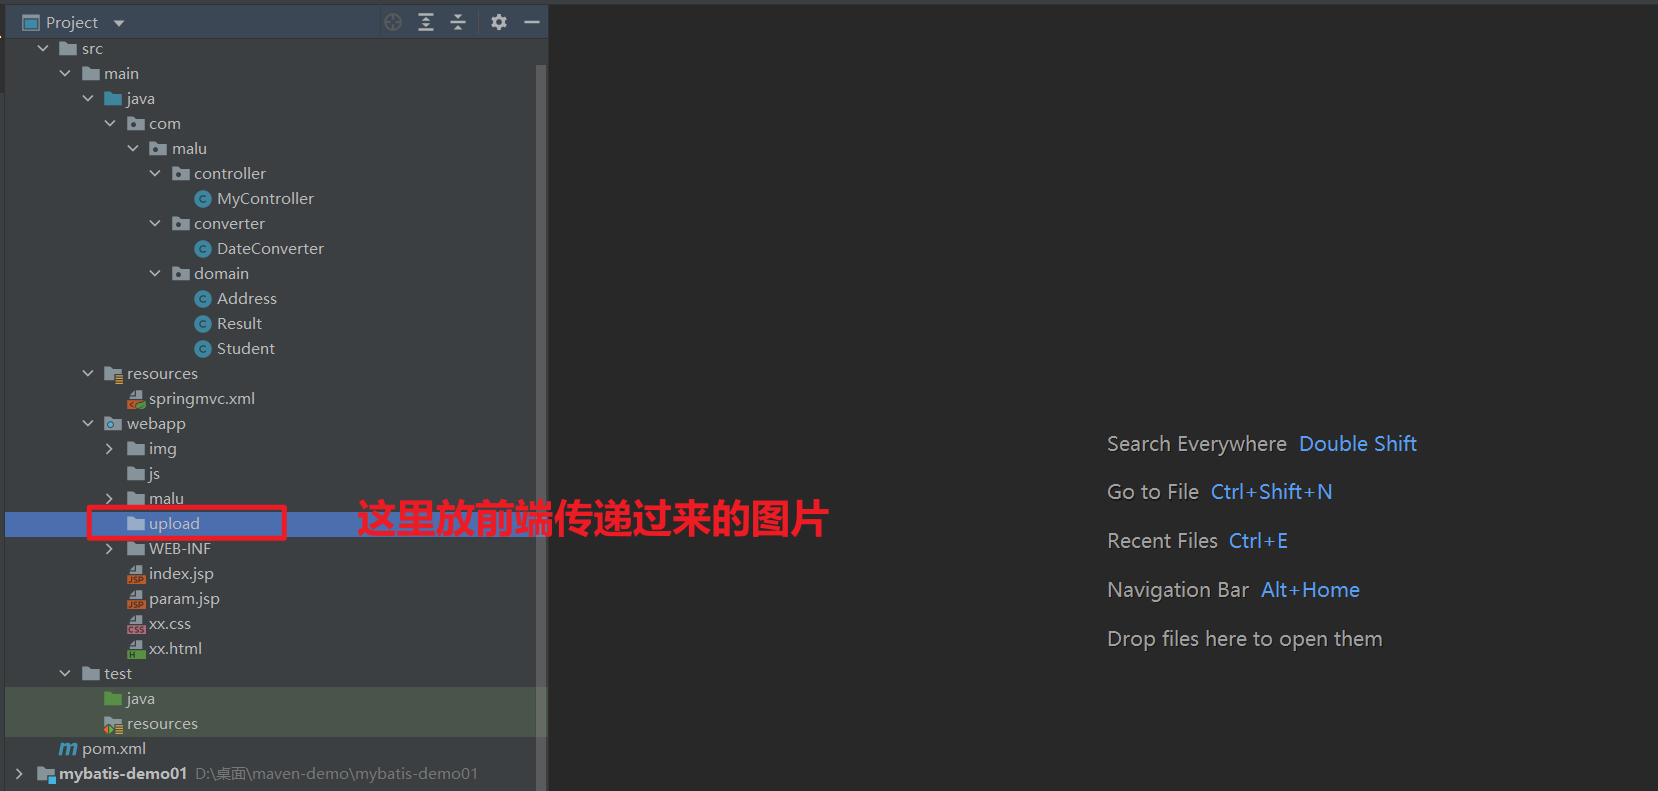 Project
src
main
java
com
malu
controller
MyController
converter
DateConverter
domain
Address
Result
Student
resources
springmvc.xml
webapp
img
js
malu
upload
这里放前端传递过来的图片
WEB-INF
index.jsp
param.jsp
xx.css
xx.html
test
java
resources
pom.xml
mybatis-demo01 D:\桌面\maven-demo\mybatis-demo01
Search Everywhere Double Shift
Go to File Ctrl+Shift+N
Recent Files Ctrl+E
Navigation Bar Alt+Home
Drop files here to open them